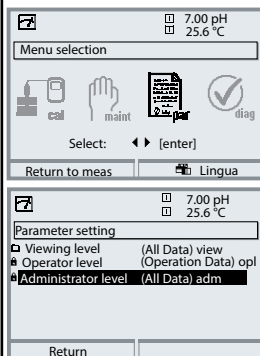 7.00 pH
25.6 °C
Menu selection
cal maint par diag
Select: [enter]
Return to meas Lingua
7.00 pH
25.6 °C
Parameter setting
Viewing level (All Data) view
Operator level (Operation Data) opl
Administrator level (All Data) adm
Return